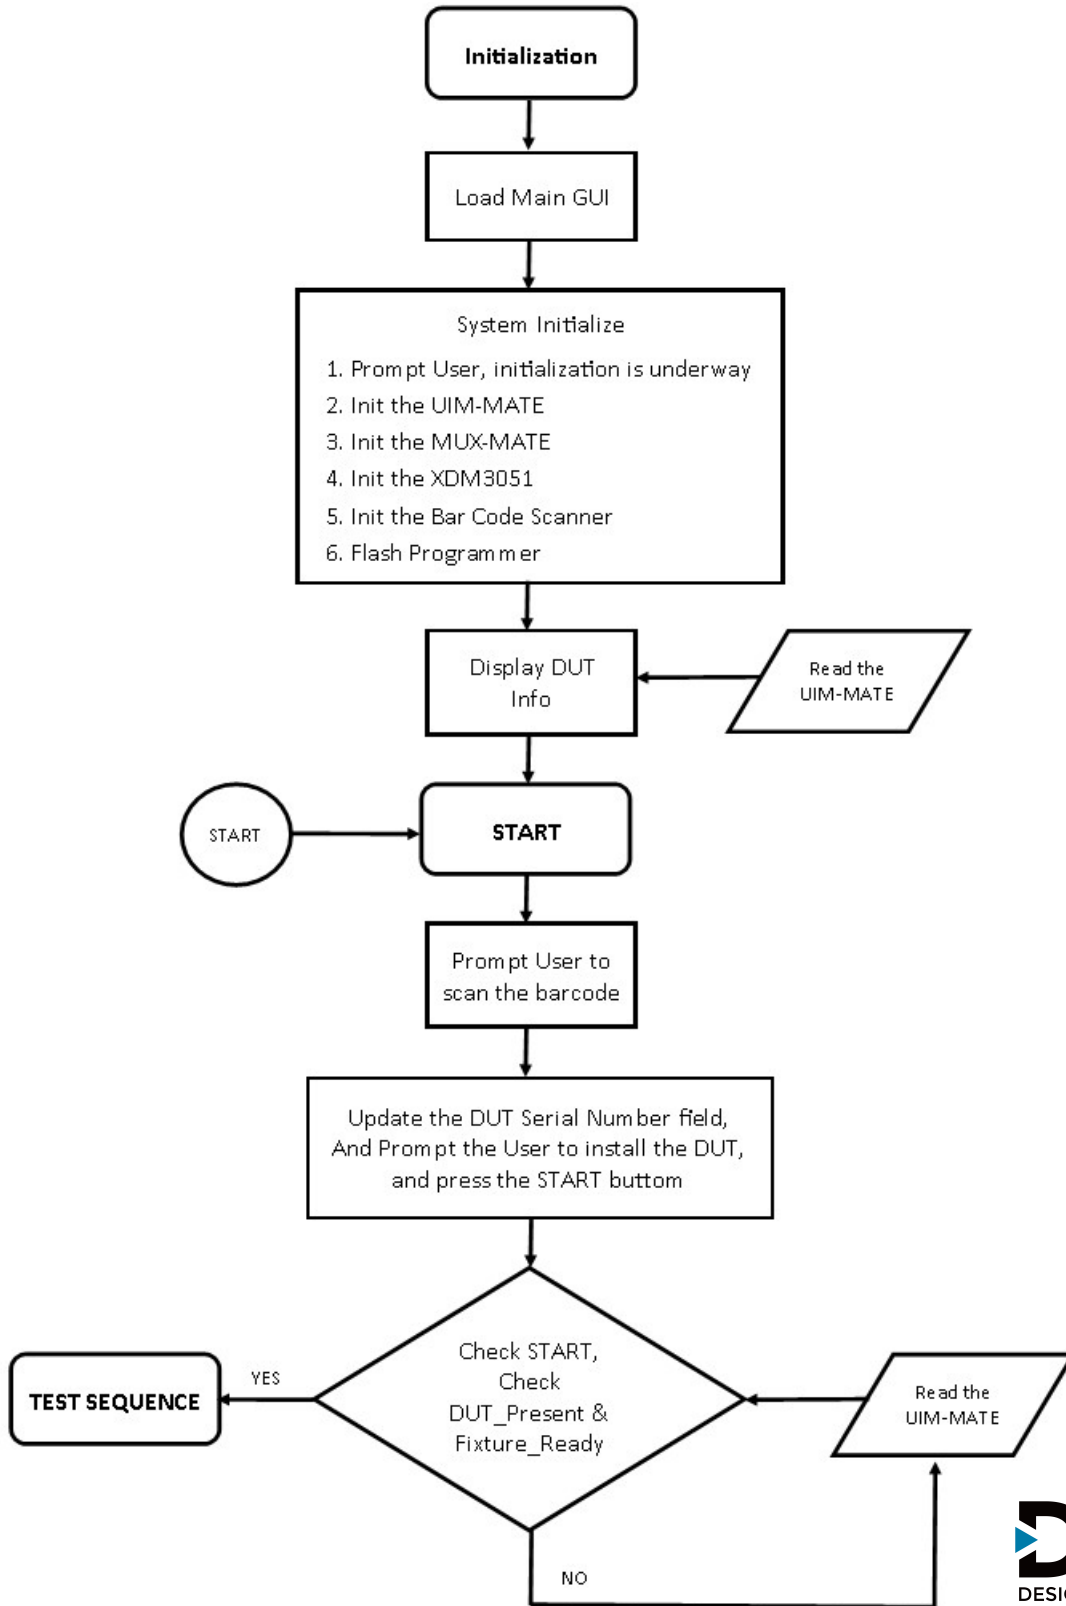 Initialization
Load Main GUI
System Initialize
1. Prompt User, initialization is underway
2. Init the UIM-MATE
3. Init the MUX-MATE
4. Init the XDM3051
5. Init the Bar Code Scanner
6. Flash Programmer
Display DUT
Info
Read the
UIM-MATE
START
START
Prompt User to
scan the barcode
Update the DUT Serial Number field,
And Prompt the User to install the DUT,
and press the START buttom
Check START,
Check
DUT_Present &
Fixture_Ready
YES
TEST SEQUENCE
Read the
UIM-MATE
NO